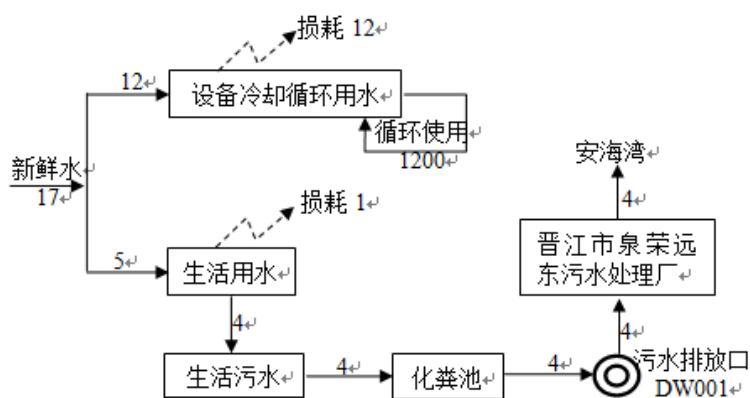 损耗 12
12
设备冷却循环用水
循环使用
1200
新鲜水
17
损耗 1
5
生活用水
4
生活污水
4
化粪池
4
污水排放口
DW001
4
晋江市泉荣远
东污水处理厂
4
安海湾